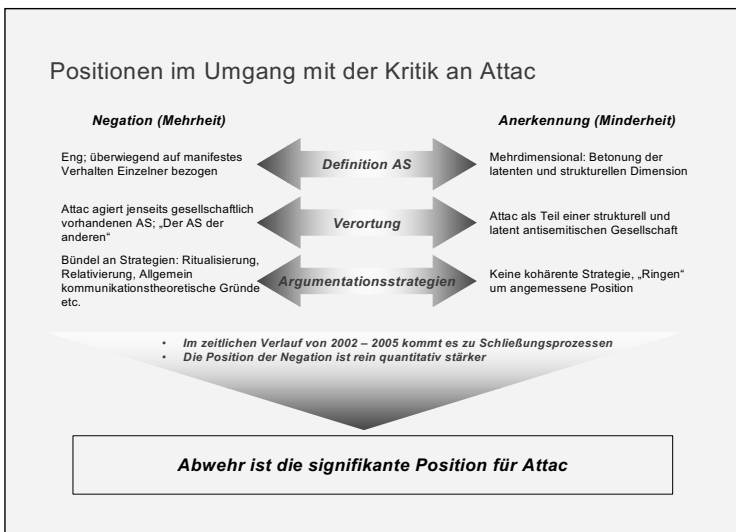 Positionen im Umgang mit der Kritik an Attac
Negation (Mehrheit)
Anerkennung (Minderheit)
Eng; überwiegend auf manifestes
Verhalten Einzelner bezogen
Definition AS
Mehrdimensional: Betonung der
latenten und strukturellen Dimension
Attac agiert jenseits gesellschaftlich
vorhandenen AS; „Der AS der
anderen“
Verortung
Attac als Teil einer strukturell und
latent antisemitischen Gesellschaft
Bündel an Strategien: Ritualisierung,
Relativierung, Allgemein
kommunikationstheoretische Gründe
etc.
Argumentationsstrategien
Keine kohärente Strategie, „Ringen“
um angemessene Position
• Im zeitlichen Verlauf von 2002 – 2005 kommt es zu Schließungsprozessen
• Die Position der Negation ist rein quantitativ stärker
Abwehr ist die signifikante Position für Attac